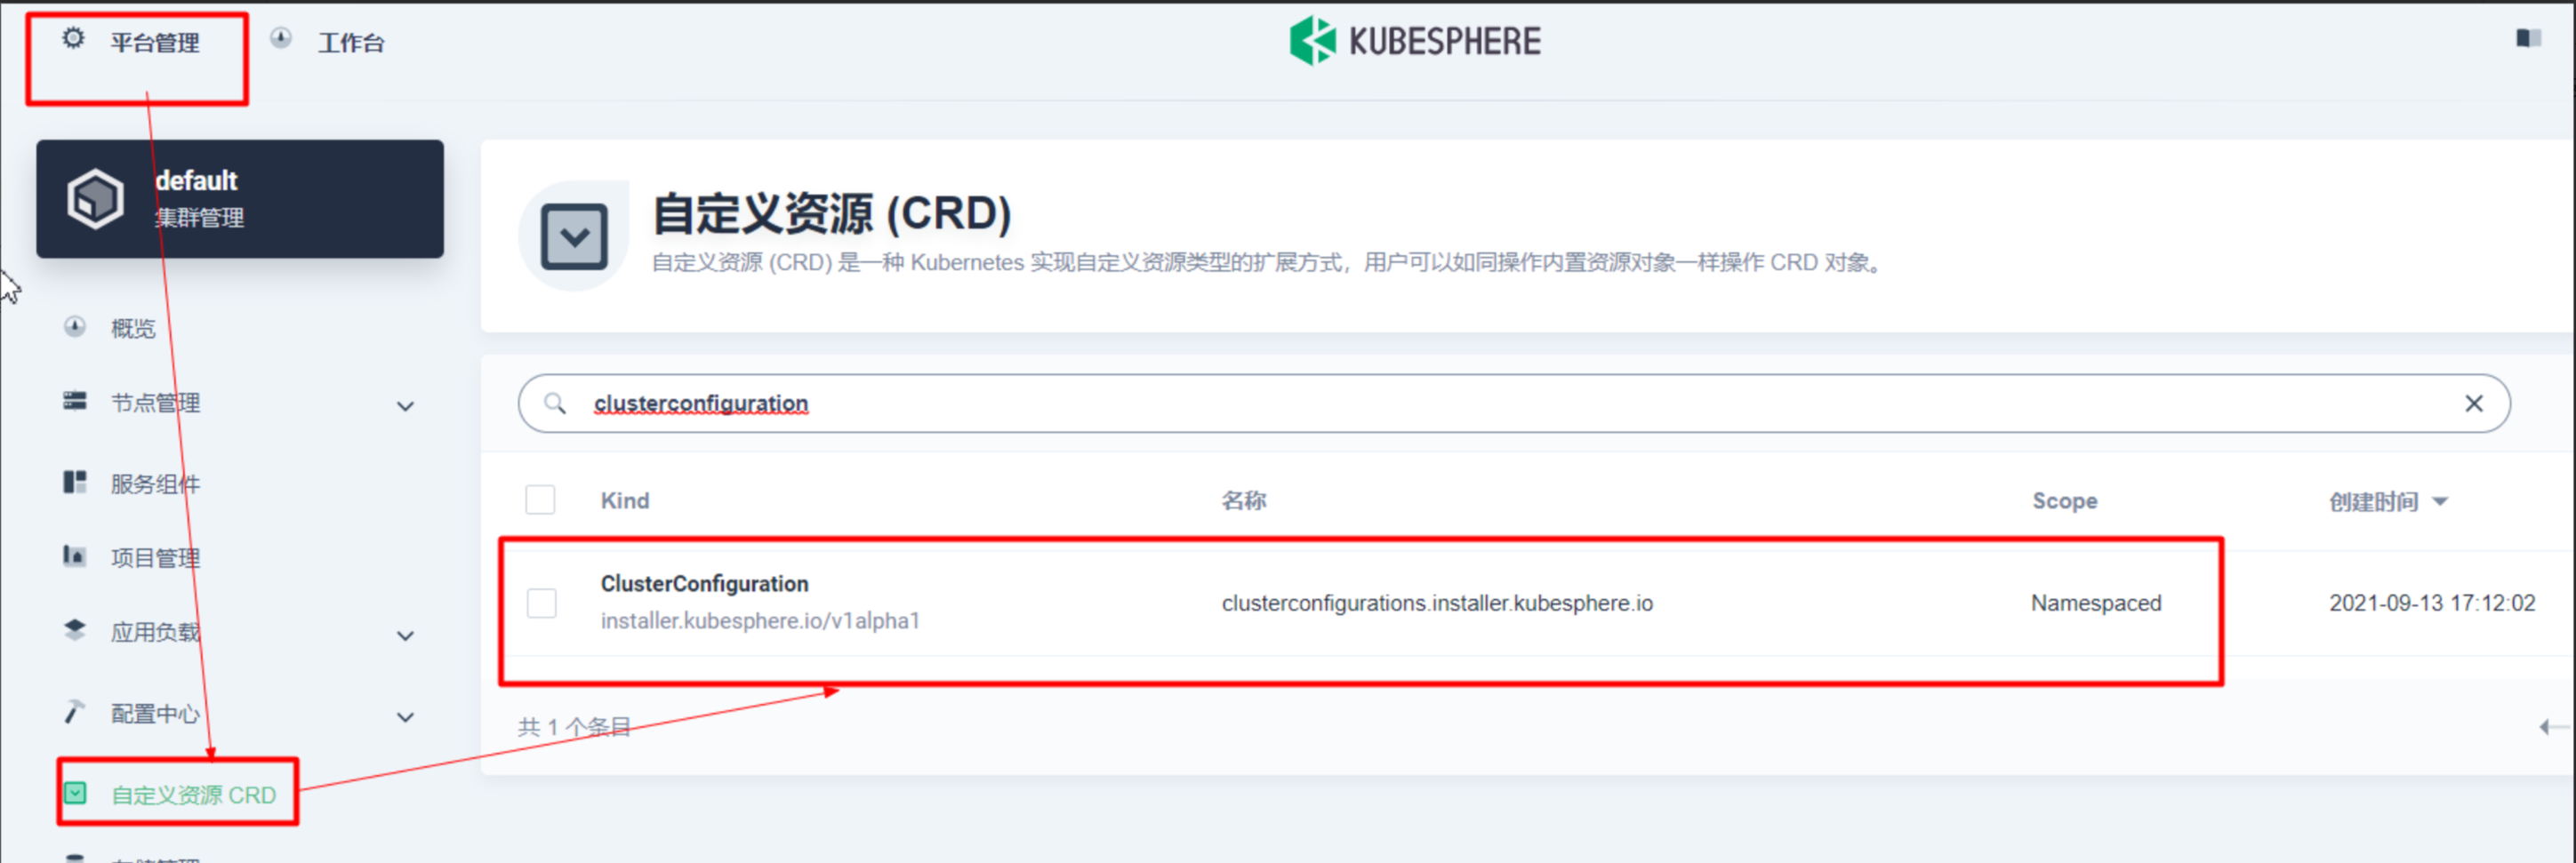 平台管理
工作台
KUBESPHERE
default
集群管理
概览
节点管理
服务组件
项目管理
应用负载
配置中心
自定义资源 CRD
自定义资源 (CRD)
自定义资源 (CRD) 是一种 Kubernetes 实现自定义资源类型的扩展方式，用户可以如同操作内置资源对象一样操作 CRD 对象。
clusterconfiguration
Kind 名称 Scope 创建时间
ClusterConfiguration
installer.kubesphere.io/v1alpha1
clusterconfigurations.installer.kubesphere.io
Namespaced
2021-09-13 17:12:02
共 1 个条目